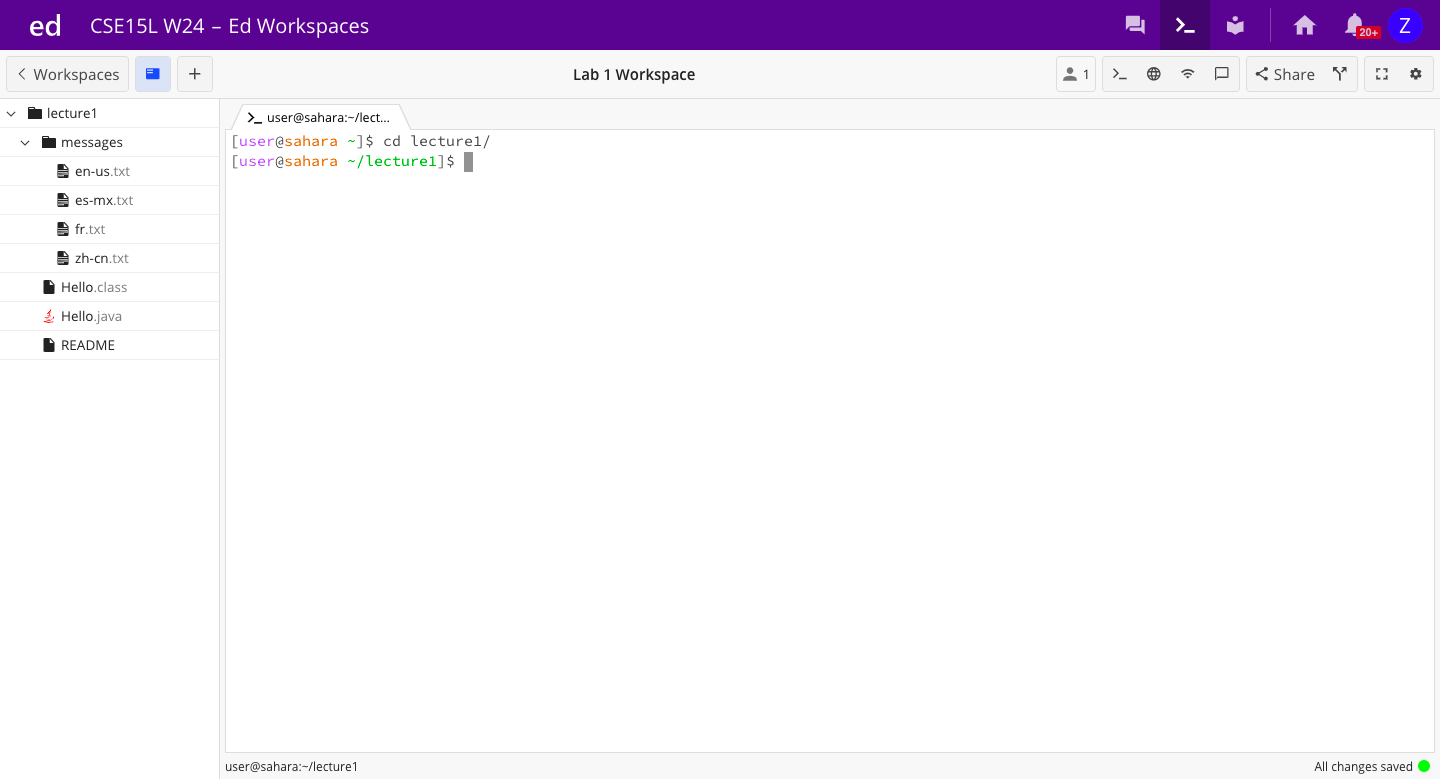 ed CSE15L W24 – Ed Workspaces 20+ Z
Workspaces Lab 1 Workspace 1 Share
lecture1
messages
en-us.txt
es-mx.txt
fr.txt
zh-cn.txt
Hello.class
Hello.java
README
user@sahara:~/lect...
[user@sahara ~]$ cd lecture1/
[user@sahara ~/lecture1]$
user@sahara:~/lecture1 All changes saved